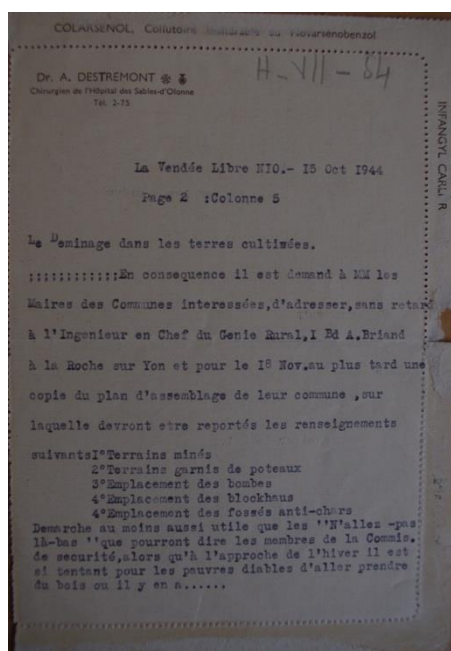 COLARSENOL, Collutoire au Novarsénobenzol
H-VII-84
Dr. A. DESTREMONT
Chirurgien de l'Hôpital des Sables-d'Olonne
Tél. 2-75
INFANGYL CARLIER
La Vendée Libre NIO.- 15 Oct 1944
Page 2 :Colonne 5
Le Deminage dans les terres cultivées.
;;;;;;;;;;;;En consequence il est demand à MM les
Maires des Communes interessées,d'adresser,sans retard
à l'Ingenieur en Chef du Genie Rural,I Bd A.Briand
à la Roche sur Yon et pour le I8 Nov.au plus tard une
copie du plan d'assemblage de leur commune ,sur
laquelle devront etre reportés les renseignements
suivantsI°Terrains minés
2°Terrains garnis de poteaux
3°Emplacement des bombes
4°Emplacement des blockhaus
4°Emplacement des fossés anti-chars
Demarche au moins aussi utile que les ''N'allez -pas
là-bas ''que pourront dire les membres de la Commis.
de securité,alors qu'à l'approche de l'hiver il est
si tentant pour les pauvres diables d'aller prendre
du bois ou il y en a......